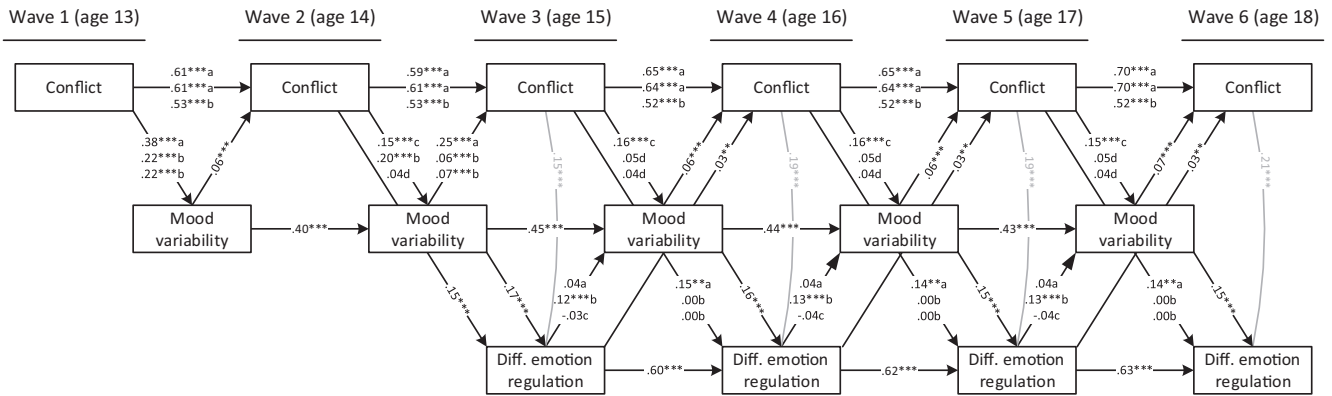 Wave 1 (age 13)
Wave 2 (age 14)
Wave 3 (age 15)
Wave 4 (age 16)
Wave 5 (age 17)
Wave 6 (age 18)
Conflict
.61***a
.61***a
.53***b
Conflict
.59***a
.61***a
.53***b
Conflict
.65***a
.64***a
.52***b
Conflict
.65***a
.64***a
.52***b
Conflict
.70***a
.70***a
.52***b
Conflict
.38***a
.22***b
.22***b
.06***
.15***c
.20***b
.04d
.25***a
.06***b
.07***b
.15***
.16***c
.05d
.04d
.06***
.03**
.19***
.16***c
.05d
.04d
.06***
.03**
.19***
.15***c
.05d
.04d
.07***
.03**
.21***
Mood
variability
.40***
Mood
variability
.45***
Mood
variability
.44***
Mood
variability
.43***
Mood
variability
.15***
.17***
.04a
.12***b
-.03c
.15**a
.00b
.00b
.16***
.04a
.13***b
-.04c
.14**a
.00b
.00b
.15***
.04a
.13***b
-.04c
.14**a
.00b
.00b
.15***
Diff. emotion
regulation
.60***
Diff. emotion
regulation
.62***
Diff. emotion
regulation
.63***
Diff. emotion
regulation